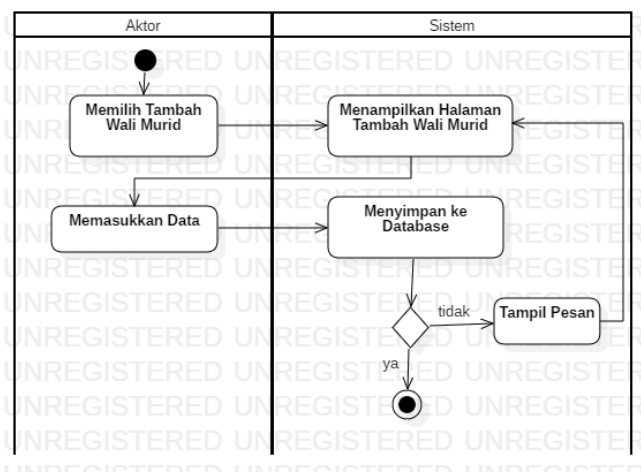 Aktor
Sistem
Memilih Tambah
Wali Murid
Menampilkan Halaman
Tambah Wali Murid
Memasukkan Data
Menyimpan ke
Database
tidak
Tampil Pesan
ya
UNREGISTERED UNREGISTERED